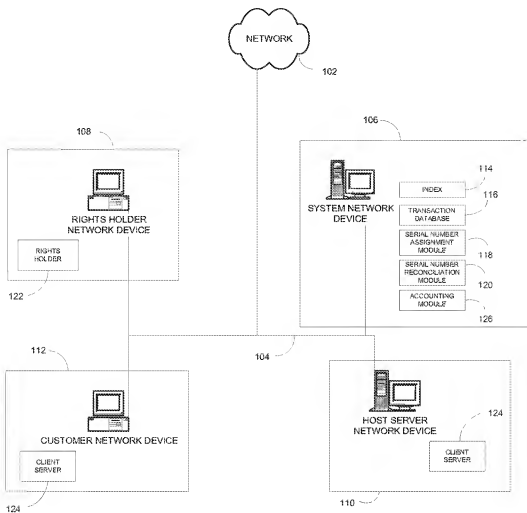 NETWORK
102
108
106
RIGHTS HOLDER
NETWORK DEVICE
RIGHTS
HOLDER
122
SYSTEM NETWORK
DEVICE
INDEX
114
TRANSACTION
DATABASE
116
SERIAL NUMBER
ASSIGNMENT
MODULE
118
SERAIL NUMBER
RECONCILIATION
MODULE
120
ACCOUNTING
MODULE
126
104
112
CUSTOMER NETWORK DEVICE
CLIENT
SERVER
124
HOST SERVER
NETWORK DEVICE
CLIENT
SERVER
124
110